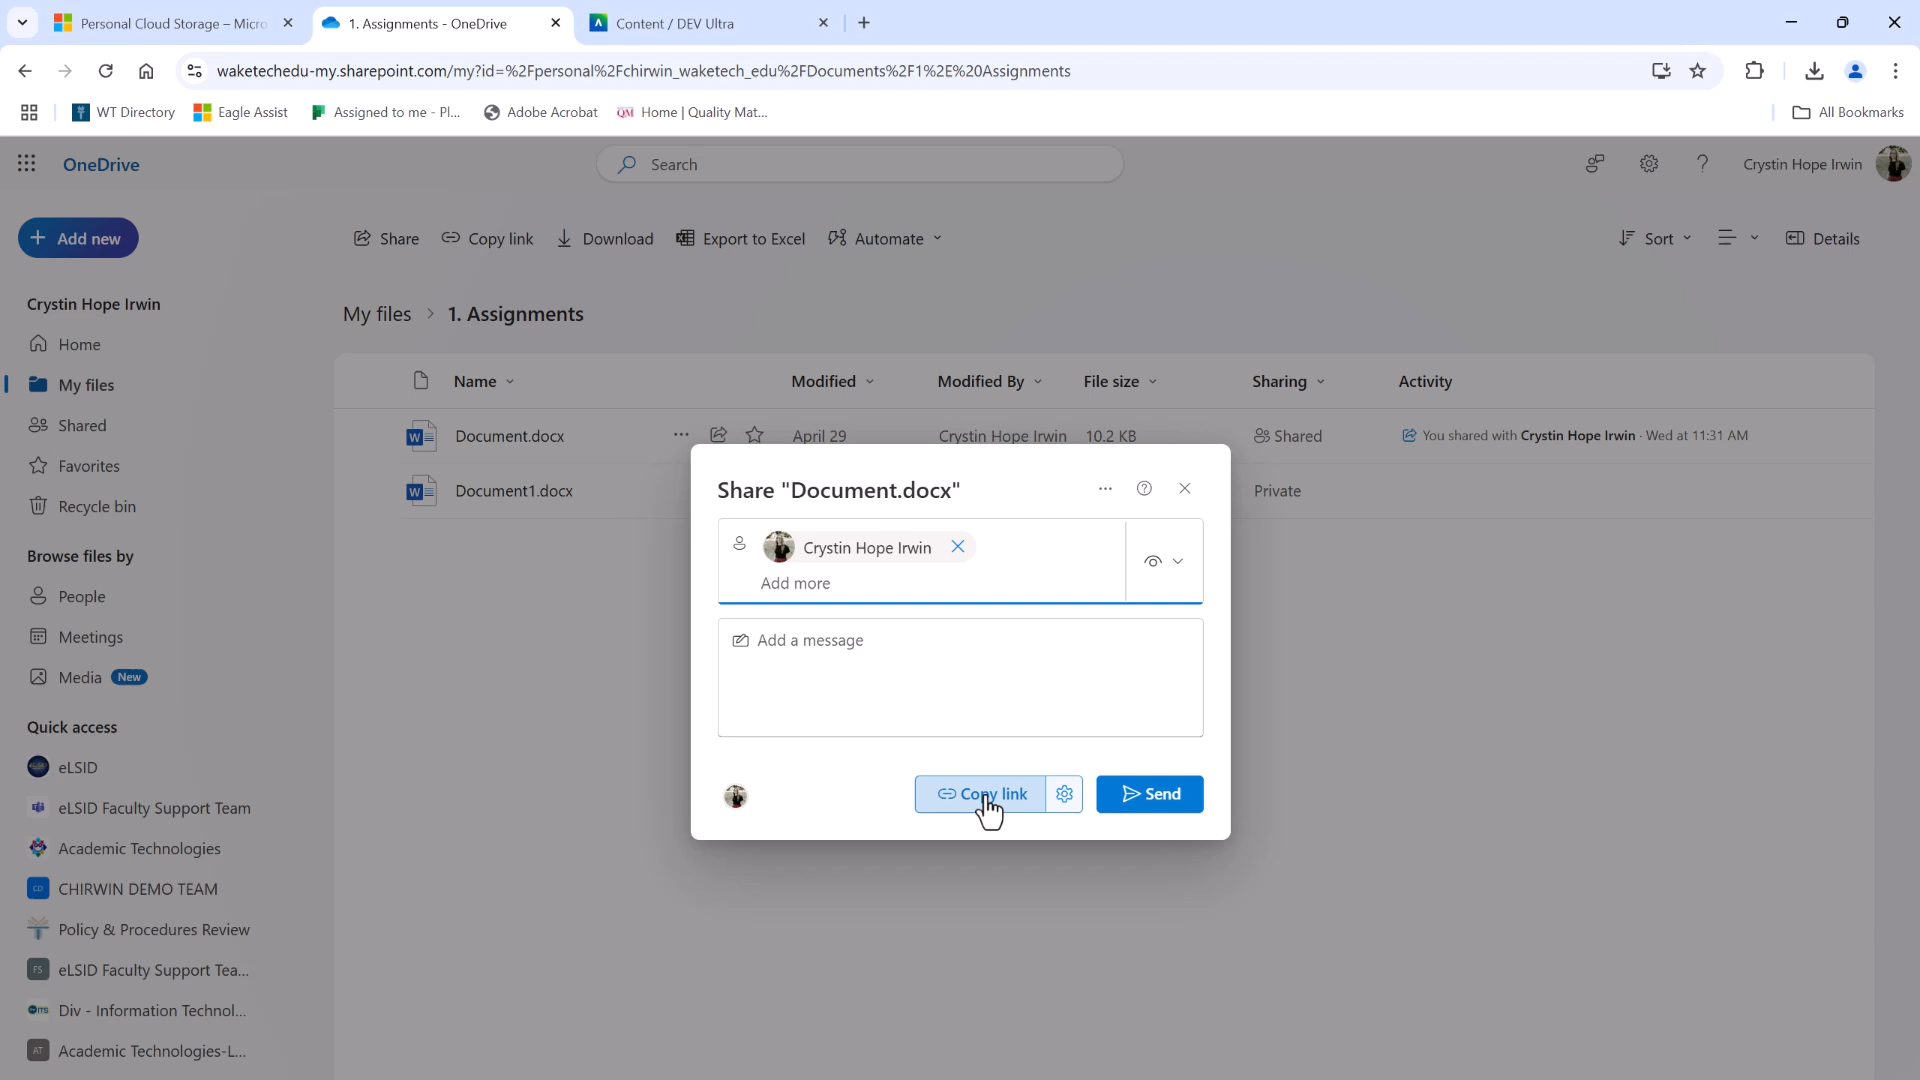 Personal Cloud Storage – Micro
1. Assignments - OneDrive
Content / DEV Ultra
waketechedu-my.sharepoint.com/my?id=%2Fpersonal%2Fchirwin_waketech_edu%2FDocuments%2F1%2E%20Assignments
WT Directory
Eagle Assist
Assigned to me - Pl...
Adobe Acrobat
QM Home | Quality Mat...
All Bookmarks
OneDrive
Search
Crystin Hope Irwin
Add new
Share
Copy link
Download
Export to Excel
Automate
Sort
Details
Crystin Hope Irwin
Home
My files
Shared
Favorites
Recycle bin
Browse files by
People
Meetings
Media New
Quick access
eLSID
eLSID Faculty Support Team
Academic Technologies
CD CHIRWIN DEMO TEAM
Policy & Procedures Review
FS eLSID Faculty Support Tea...
ITS Div - Information Technol...
AT Academic Technologies-L...
My files > 1. Assignments
Name Modified Modified By File size Sharing Activity
Document.docx April 29 Crystin Hope Irwin 10.2 KB Shared You shared with Crystin Hope Irwin · Wed at 11:31 AM
Document1.docx Private
Share "Document.docx"
Crystin Hope Irwin
Add more
Add a message
Copy link
Send